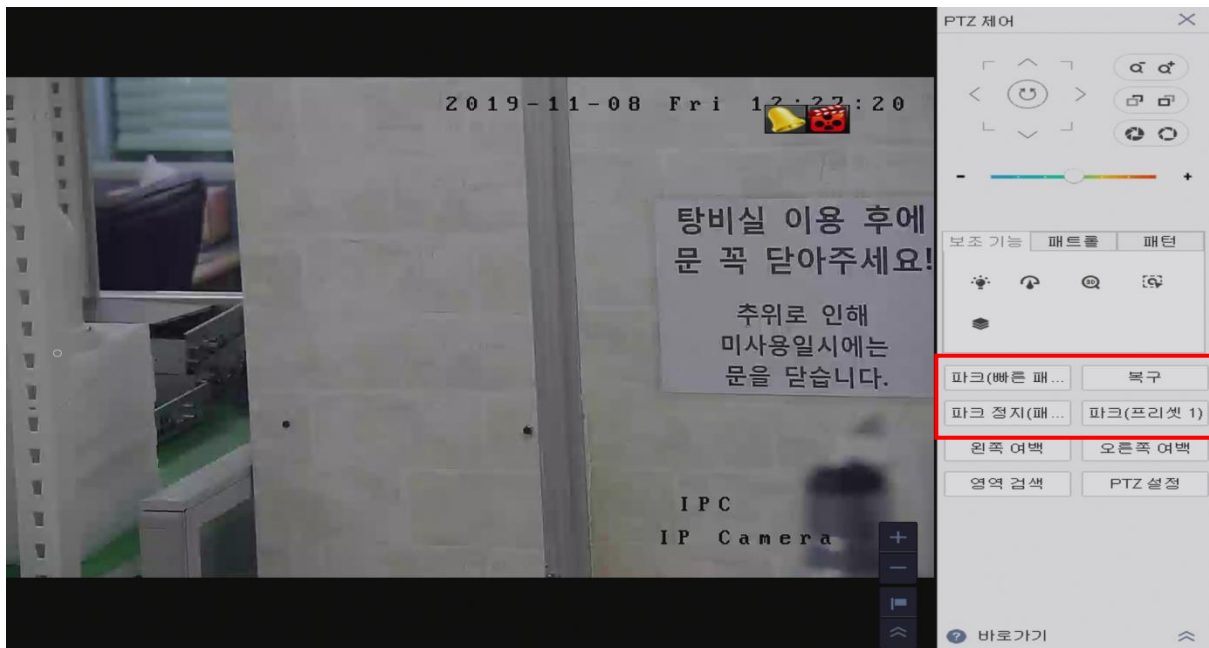 PTZ 제어
2019-11-08 Fri 12:27:20
탕비실 이용 후에
문 꼭 닫아주세요!
추위로 인해
미사용일시에는
문을 닫습니다.
IPC
IP Camera
보조 기능 패트롤 패턴
3D
파크(빠른 패... 복구
파크 정지(패... 파크(프리셋 1)
왼쪽 여백 오른쪽 여백
영역 검색 PTZ 설정
바로가기